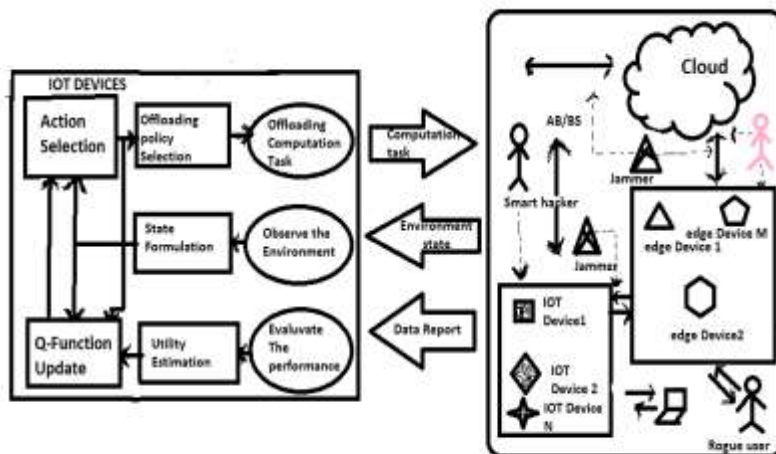 IOT DEVICES
Action
Selection
Offloading
policy
Selection
Offloading
Computation
Task
State
Formulation
Observe the
Environment
Q-Function
Update
Utility
Estimation
Evaluvate
The
performance
Computation
task
Environment
state
Data Report
Cloud
AB/BS
Jammer
Smart hacker
Jammer
edge Device M
edge Device 1
edge Device2
IOT
Device1
IOT
Device 2
IOT Device
N
Rogue user